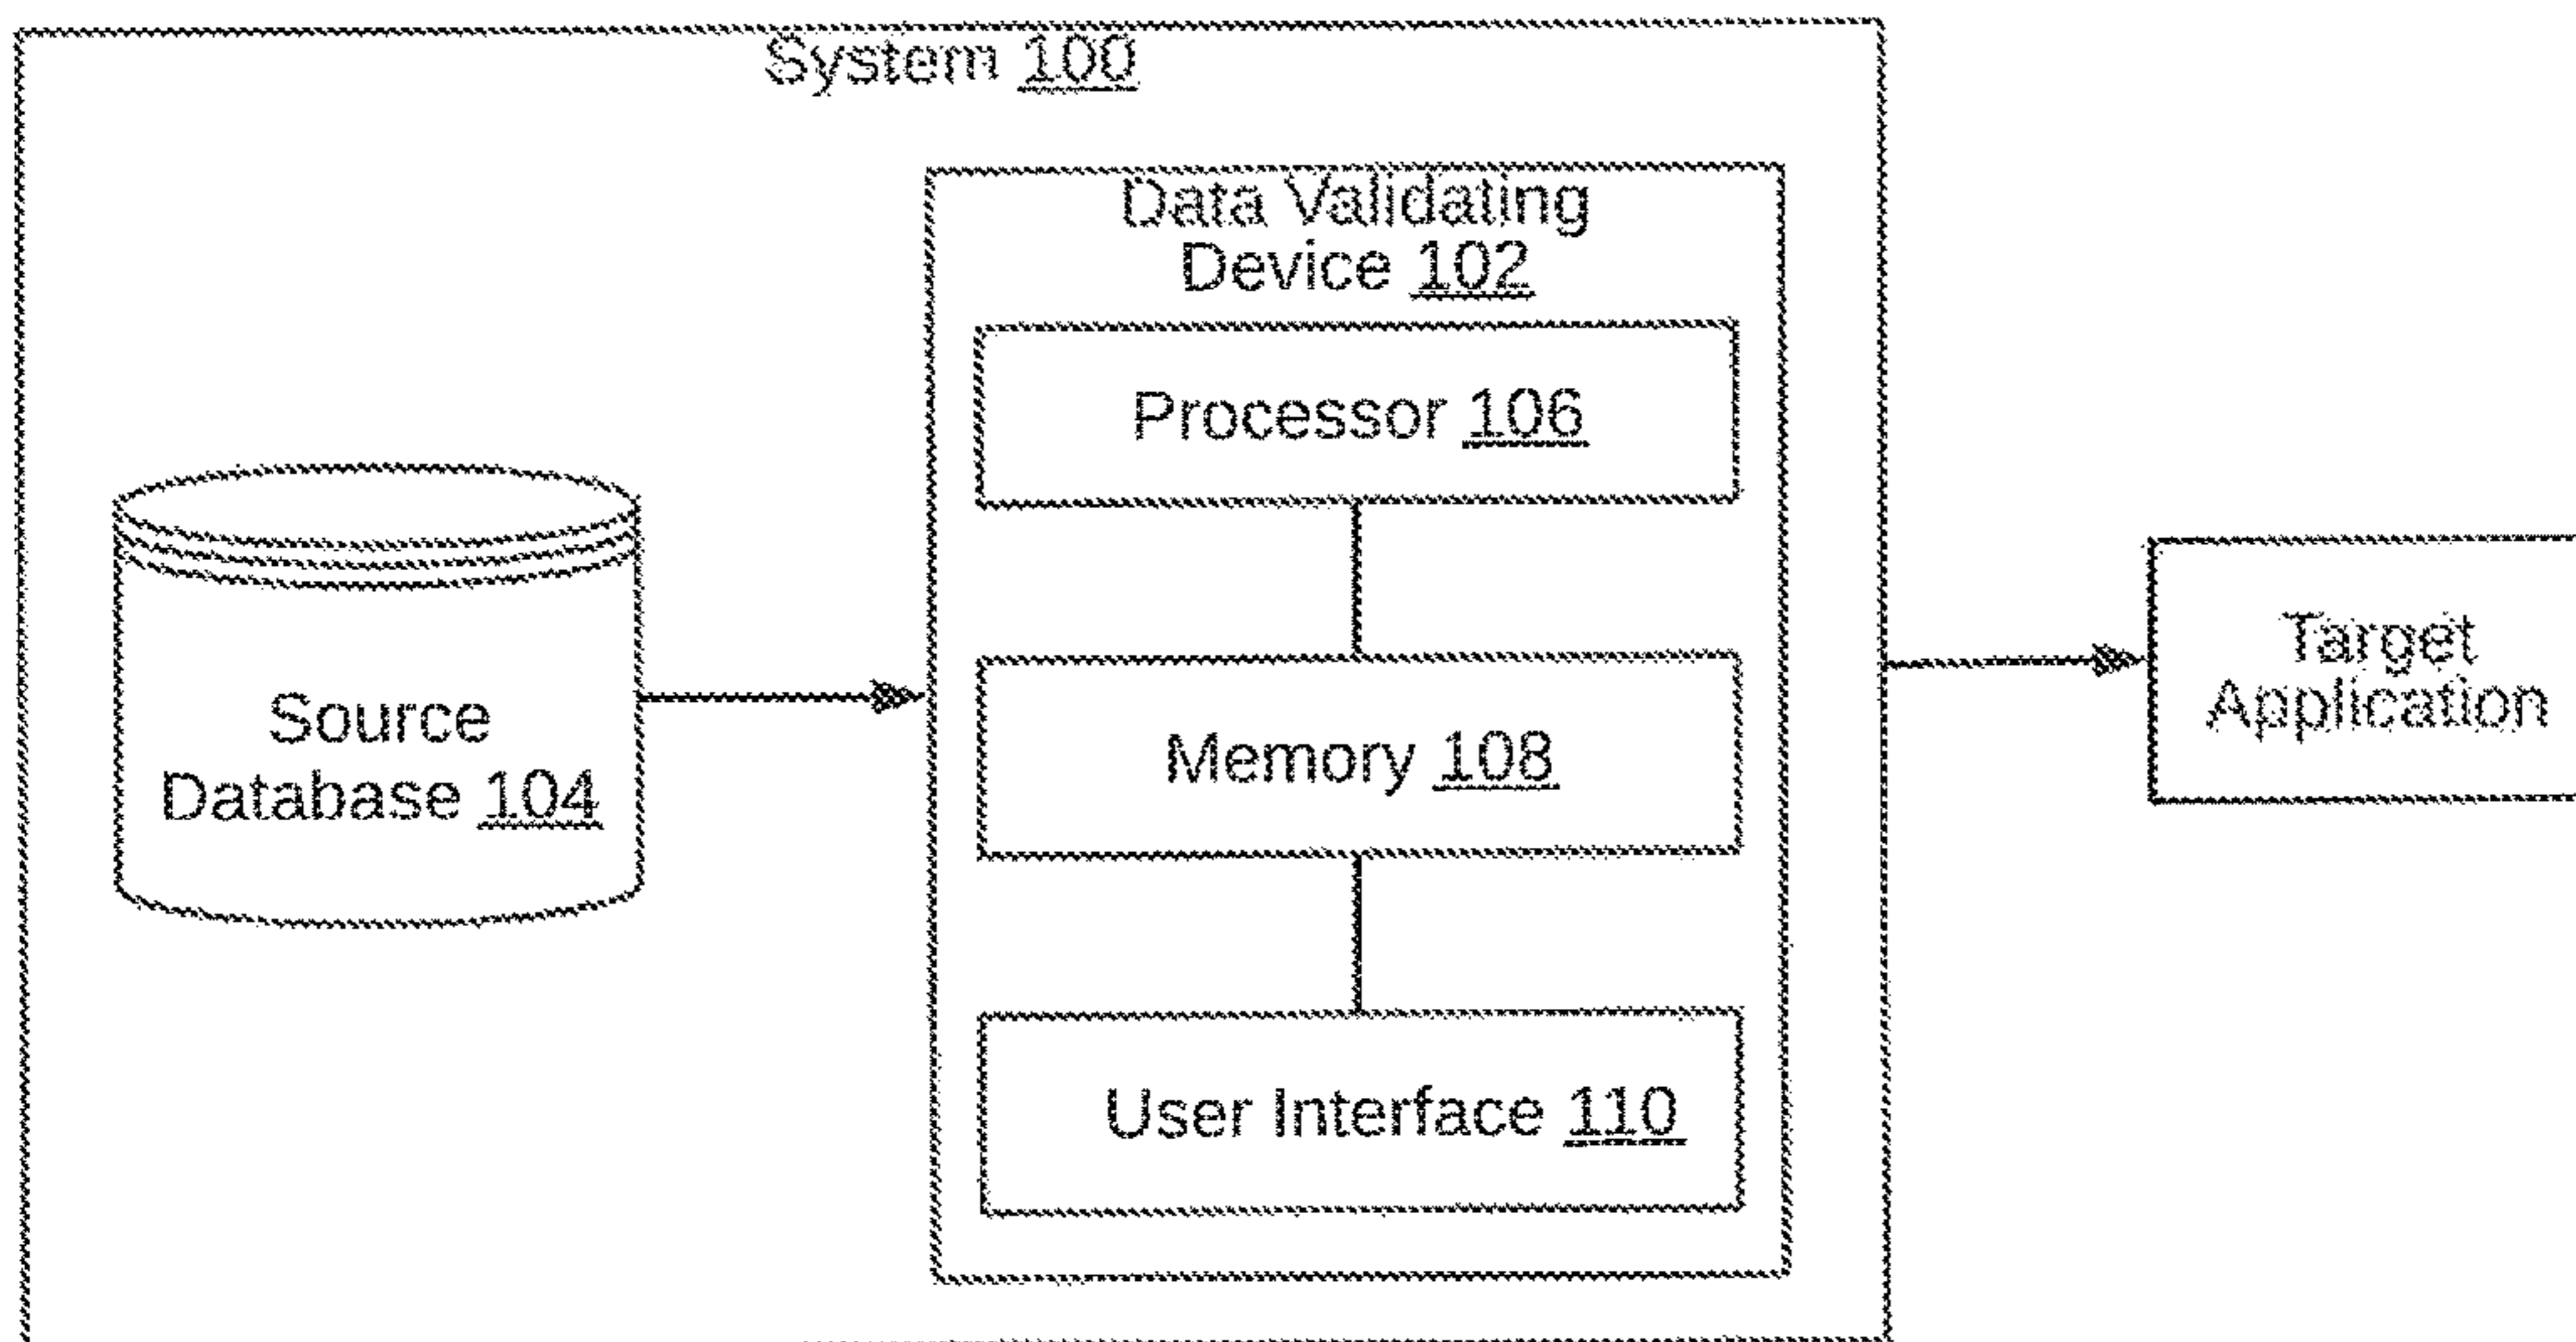 System 100
Data Validating
Device 102
Processor 106
Source
Database 104
Memory 108
User Interface 110
Target
Application